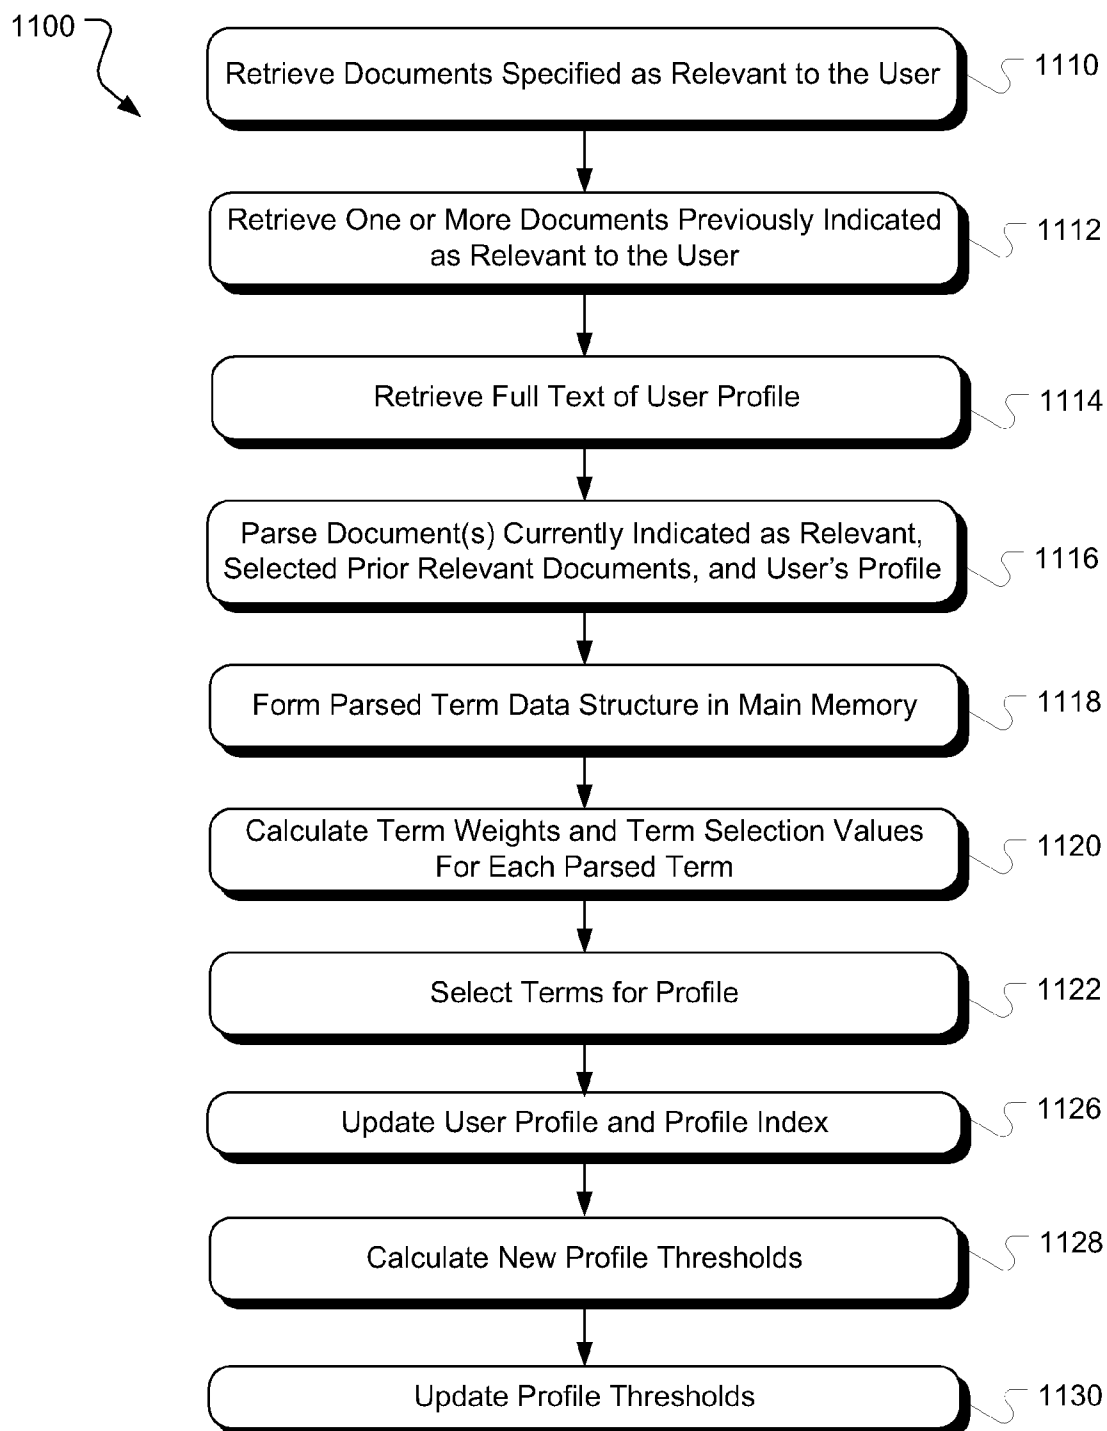 1100
Retrieve Documents Specified as Relevant to the User
1110
Retrieve One or More Documents Previously Indicated
as Relevant to the User
1112
Retrieve Full Text of User Profile
1114
Parse Document(s) Currently Indicated as Relevant,
Selected Prior Relevant Documents, and User’s Profile
1116
Form Parsed Term Data Structure in Main Memory
1118
Calculate Term Weights and Term Selection Values
For Each Parsed Term
1120
Select Terms for Profile
1122
Update User Profile and Profile Index
1126
Calculate New Profile Thresholds
1128
Update Profile Thresholds
1130